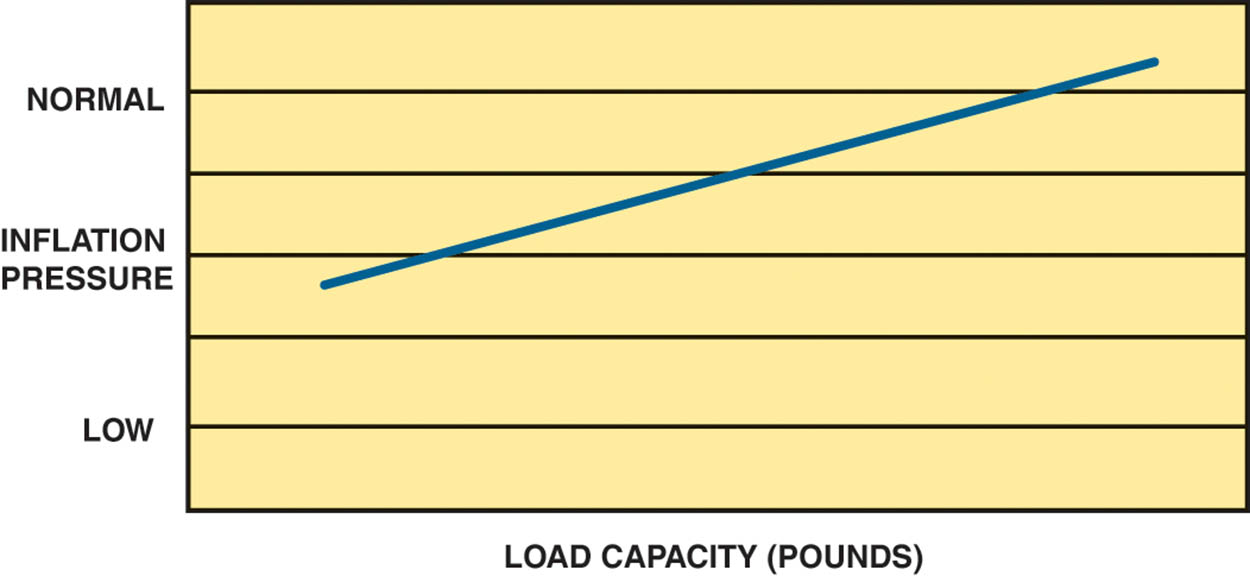 NORMAL
INFLATION
PRESSURE
LOW
LOAD CAPACITY (POUNDS)